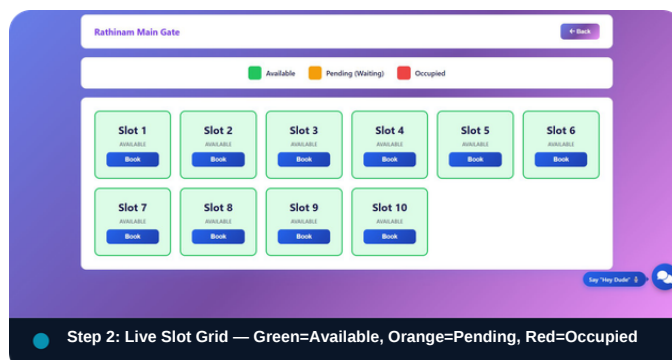 Rathinam Main Gate
← Back
Available Pending (Waiting) Occupied
Slot 1 Slot 2 Slot 3 Slot 4 Slot 5 Slot 6
AVAILABLE AVAILABLE AVAILABLE AVAILABLE AVAILABLE AVAILABLE
Book Book Book Book Book Book
Slot 7 Slot 8 Slot 9 Slot 10
AVAILABLE AVAILABLE AVAILABLE AVAILABLE
Book Book Book Book
Say "Hey Dude"
Step 2: Live Slot Grid — Green=Available, Orange=Pending, Red=Occupied